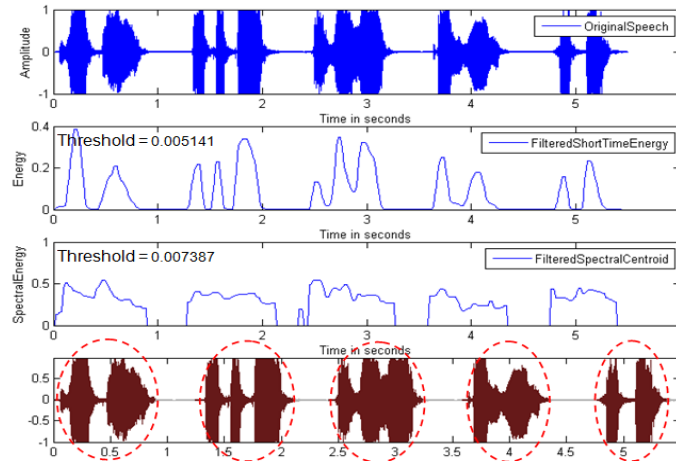 1
0
-1
Amplitude
OriginalSpeech
0 1 2 3 4 5
Time in seconds
0.4
0.2
0
Energy
Threshold = 0.005141
FilteredShortTimeEnergy
0 1 2 3 4 5
Time in seconds
1
0.5
0
SpectralEnergy
Threshold = 0.007387
FilteredSpectralCentroid
0 1 2 3 4 5
Time in seconds
0.5
0
-0.5
-1
0 0.5 1 1.5 2 2.5 3 3.5 4 4.5 5